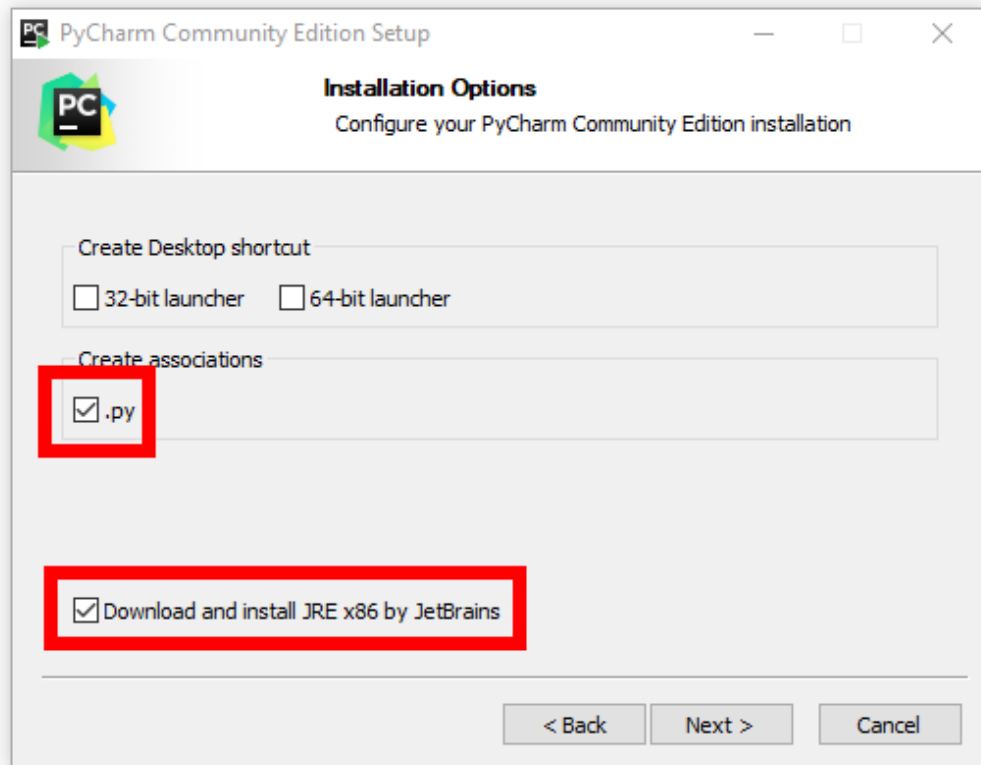 PyCharm Community Edition Setup
PC
Installation Options
Configure your PyCharm Community Edition installation
Create Desktop shortcut
32-bit launcher 64-bit launcher
Create associations
.py
Download and install JRE x86 by JetBrains
< Back Next > Cancel